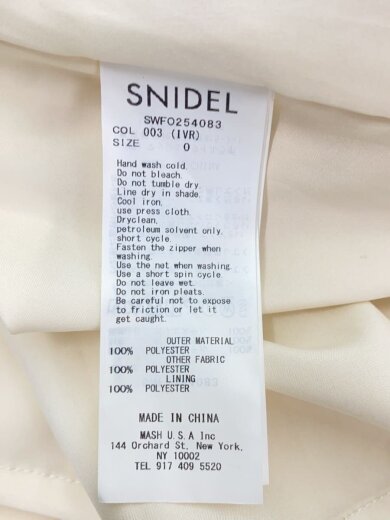 SNIDEL
SWFO254083
COL 003 (IVR)
SIZE 0
Hand wash cold.
Do not bleach.
Do not tumble dry.
Line dry in shade.
Cool iron,
use press cloth.
Dryclean,
petroleum solvent only.
short cycle.
Fasten the zipper when
washing.
Use the net when washing.
Use a short spin cycle.
Do not leave wet.
Do not iron pleats.
Be careful not to expose
to friction or let it
get caught.
OUTER MATERIAL
100% POLYESTER
OTHER FABRIC
100% POLYESTER
LINING
100% POLYESTER
MADE IN CHINA
MASH U.S.A Inc
144 Orchard St, New York,
NY 10002
TEL 917 409 5520